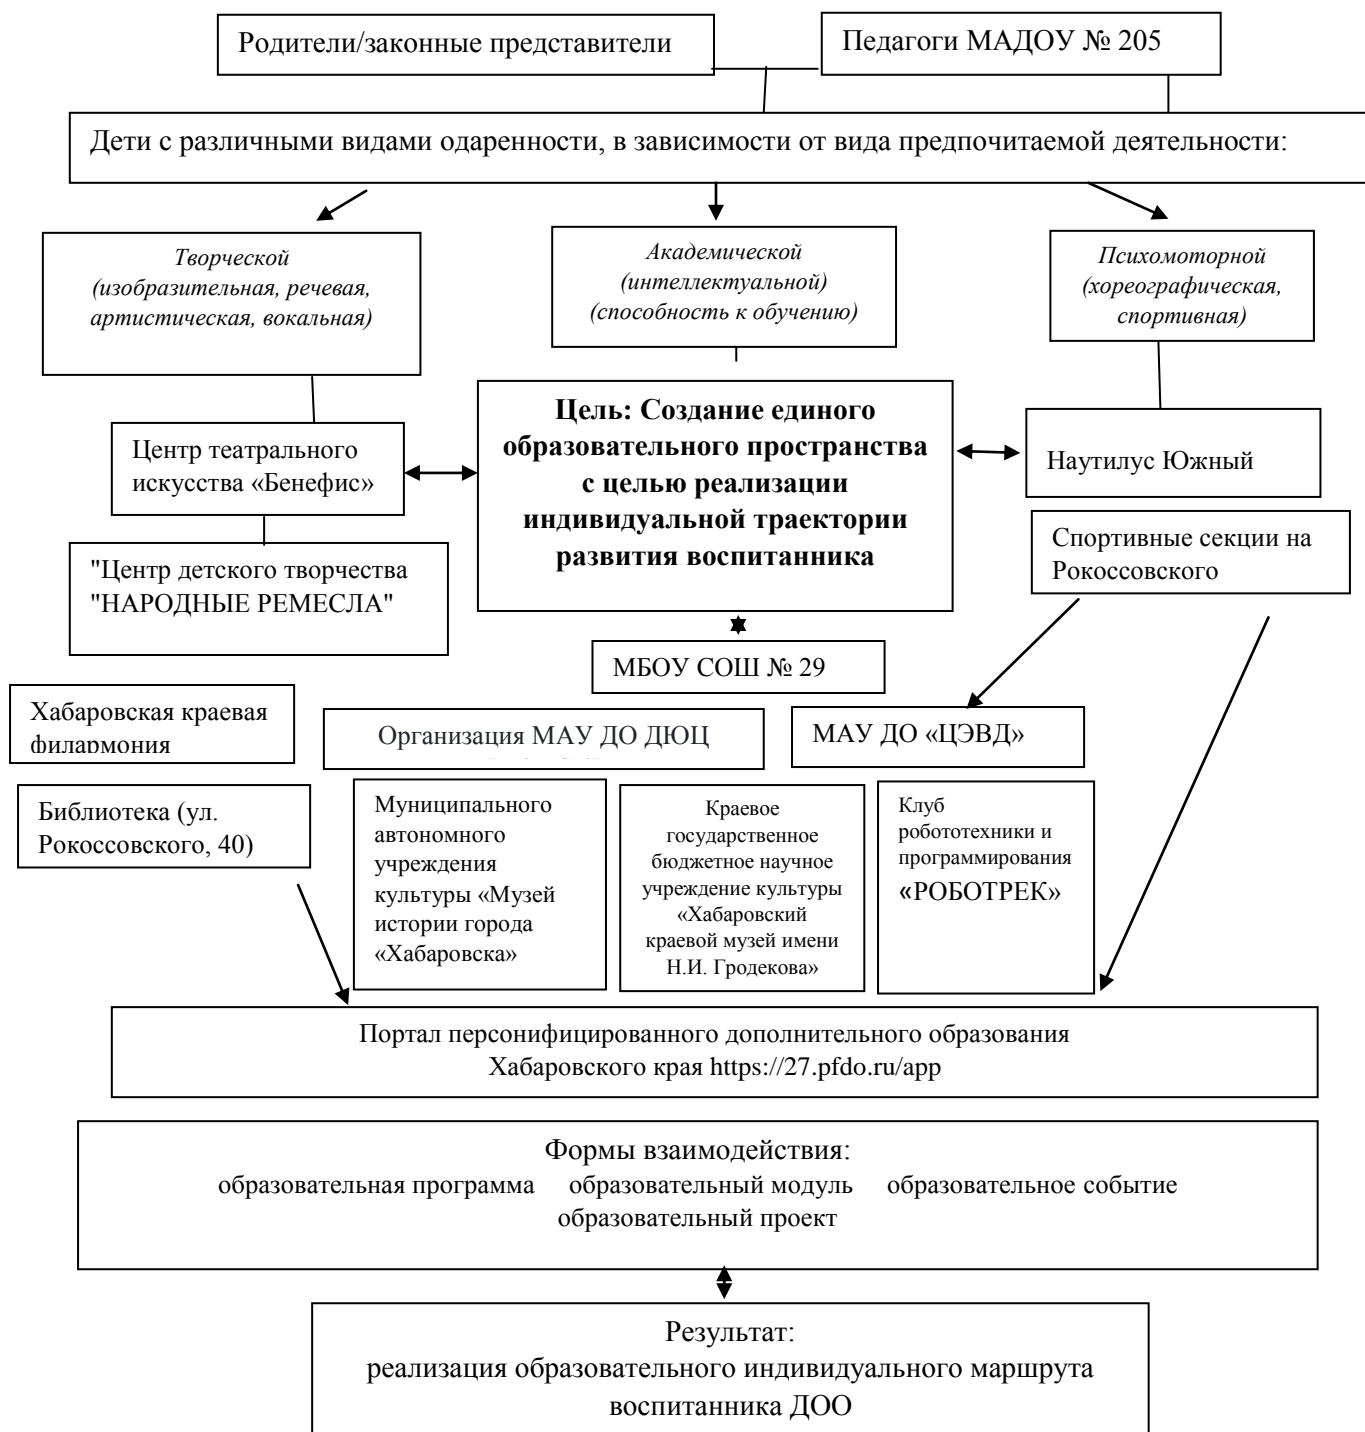 Родители/законные представители
Педагоги МАДОУ № 205
Дети с различными видами одаренности, в зависимости от вида предпочитаемой деятельности:
Творческой
(изобразительная, речевая,
артистическая, вокальная)
Академической
(интеллектуальной)
(способность к обучению)
Психомоторной
(хореографическая,
спортивная)
Цель: Создание единого
образовательного пространства
с целью реализации
индивидуальной траектории
развития воспитанника
Центр театрального
искусства «Бенефис»
Наутилус Южный
"Центр детского творчества
"НАРОДНЫЕ РЕМЕСЛА"
Спортивные секции на
Рокоссовского
МБОУ СОШ № 29
Хабаровская краевая
филармония
Организация МАУ ДО ДЮЦ
МАУ ДО «ЦЭВД»
Библиотека (ул.
Рокоссовского, 40)
Муниципального
автономного
учреждения
культуры «Музей
истории города
«Хабаровска»
Краевое
государственное
бюджетное научное
учреждение культуры
«Хабаровский
краевой музей имени
Н.И. Гродекова»
Клуб
робототехники и
программирования
«РОБОТРЕК»
Портал персонифицированного дополнительного образования
Хабаровского края https://27.pfdo.ru/app
Формы взаимодействия:
образовательная программа образовательный модуль образовательное событие
образовательный проект
Результат:
реализация образовательного индивидуального маршрута
воспитанника ДОО